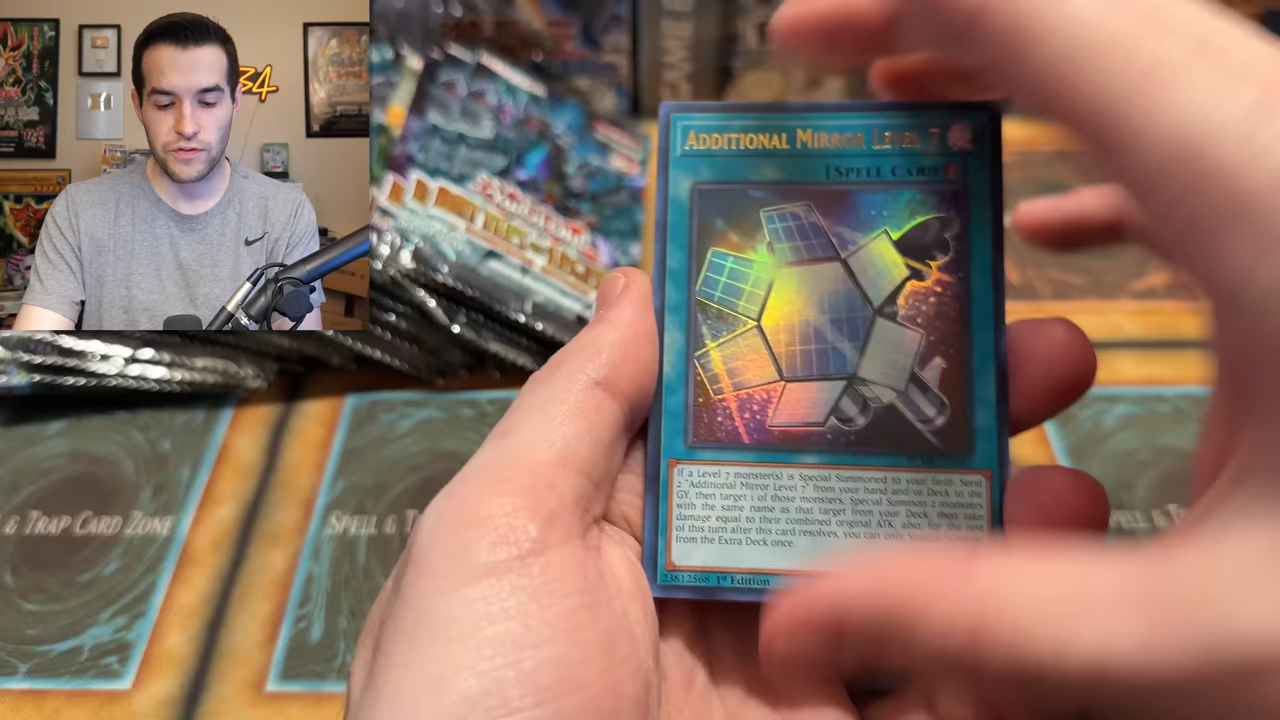 34
ADDITIONAL MIRROR LEVEL 7
[SPELL CARD
If a Level 7 monster(s) is Special Summoned to your field: Send
2 "Additional Mirror Level 7" from your hand and/or Deck to the
GY, then target 1 of those monsters; Special Summon 2 monsters
with the same name as that target from your Deck, then take
damage equal to their combined original ATK, also, for the rest
of this turn after this card resolves, you can only Special Summon
from the Extra Deck once.
23812568 1st Edition
& TRAP CARD ZONE
SPELL & T